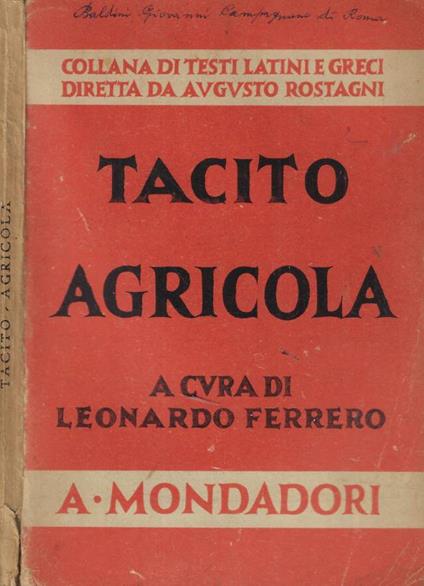 Baldini Giovanni Campagnano di Roma
COLLANA DI TESTI LATINI E GRECI
DIRETTA DA AVGVSTO ROSTAGNI
TACITO
AGRICOLA
A CVRA DI
LEONARDO FERRERO
A · MONDADORI
TACITO - AGRICOLA